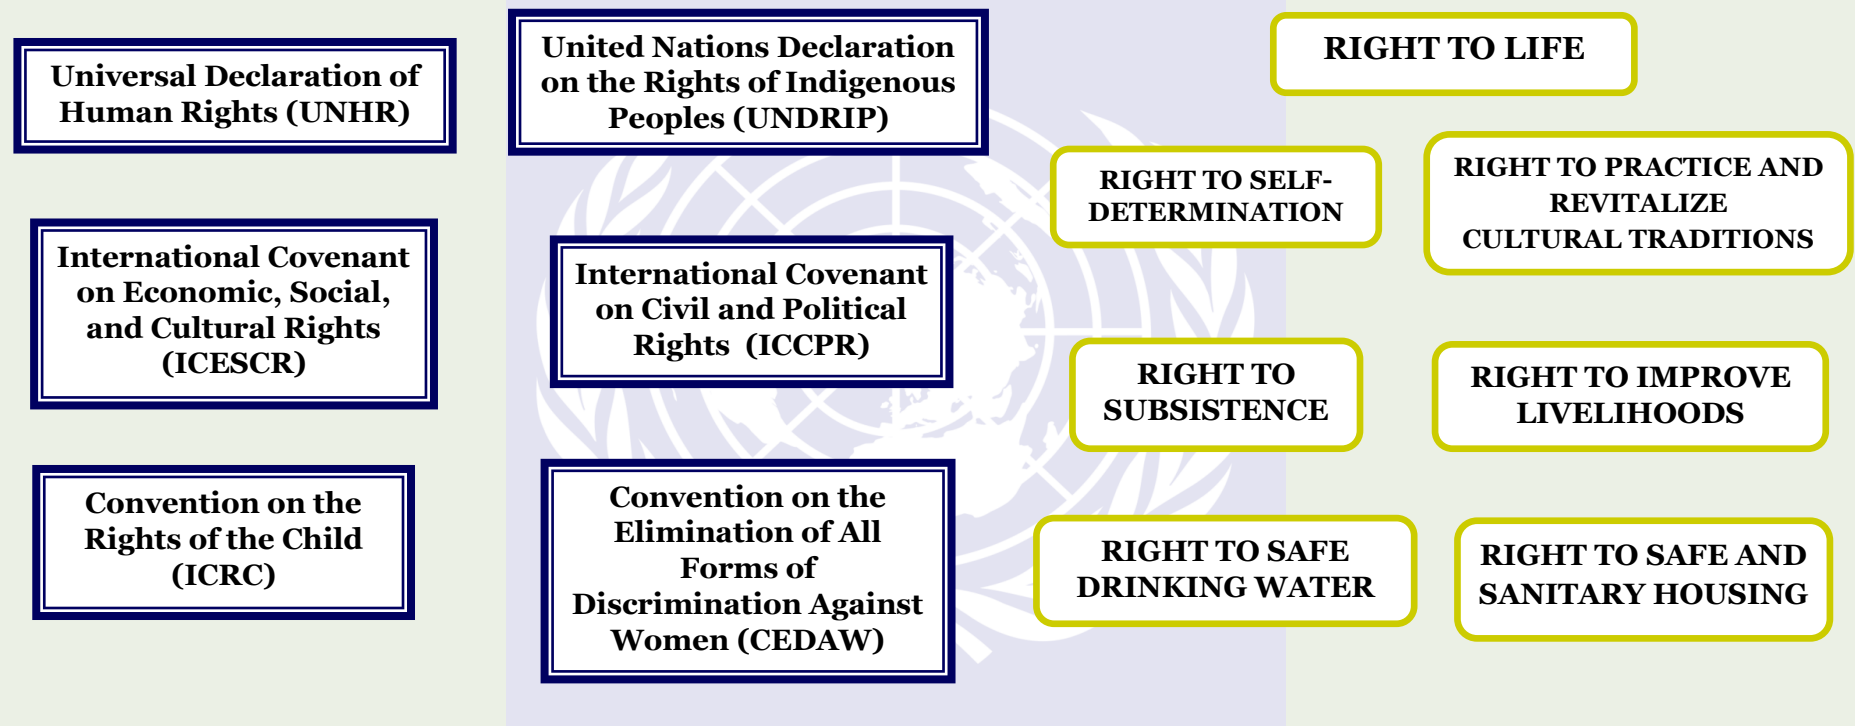 Universal Declaration of
Human Rights (UNHR)
United Nations Declaration
on the Rights of Indigenous
Peoples (UNDRIP)
International Covenant
on Economic, Social,
and Cultural Rights
(ICESCR)
International Covenant
on Civil and Political
Rights (ICCPR)
Convention on the
Rights of the Child
(ICRC)
Convention on the
Elimination of All
Forms of
Discrimination Against
Women (CEDAW)
RIGHT TO LIFE
RIGHT TO SELF-
DETERMINATION
RIGHT TO PRACTICE AND
REVITALIZE
CULTURAL TRADITIONS
RIGHT TO
SUBSISTENCE
RIGHT TO IMPROVE
LIVELIHOODS
RIGHT TO SAFE
DRINKING WATER
RIGHT TO SAFE AND
SANITARY HOUSING